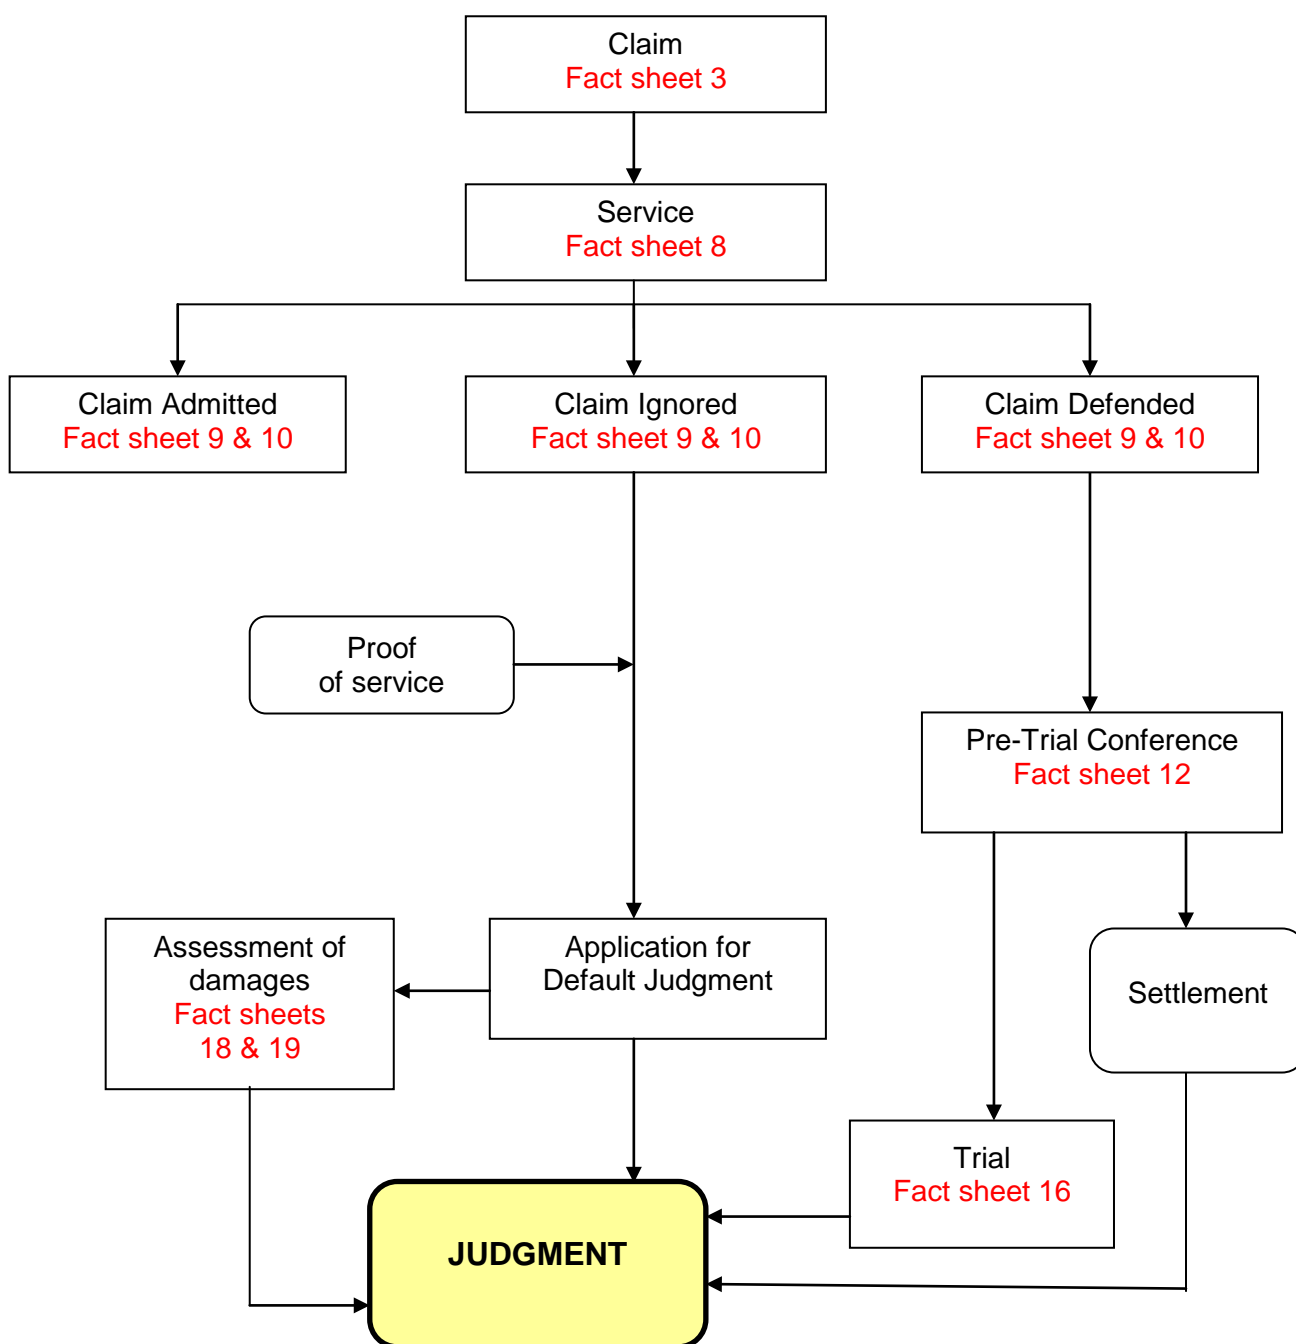 Claim
Fact sheet 3
Service
Fact sheet 8
Claim Admitted
Fact sheet 9 & 10
Claim Ignored
Fact sheet 9 & 10
Claim Defended
Fact sheet 9 & 10
Proof
of service
Pre-Trial Conference
Fact sheet 12
Assessment of
damages
Fact sheets
18 & 19
Application for
Default Judgment
Settlement
Trial
Fact sheet 16
JUDGMENT